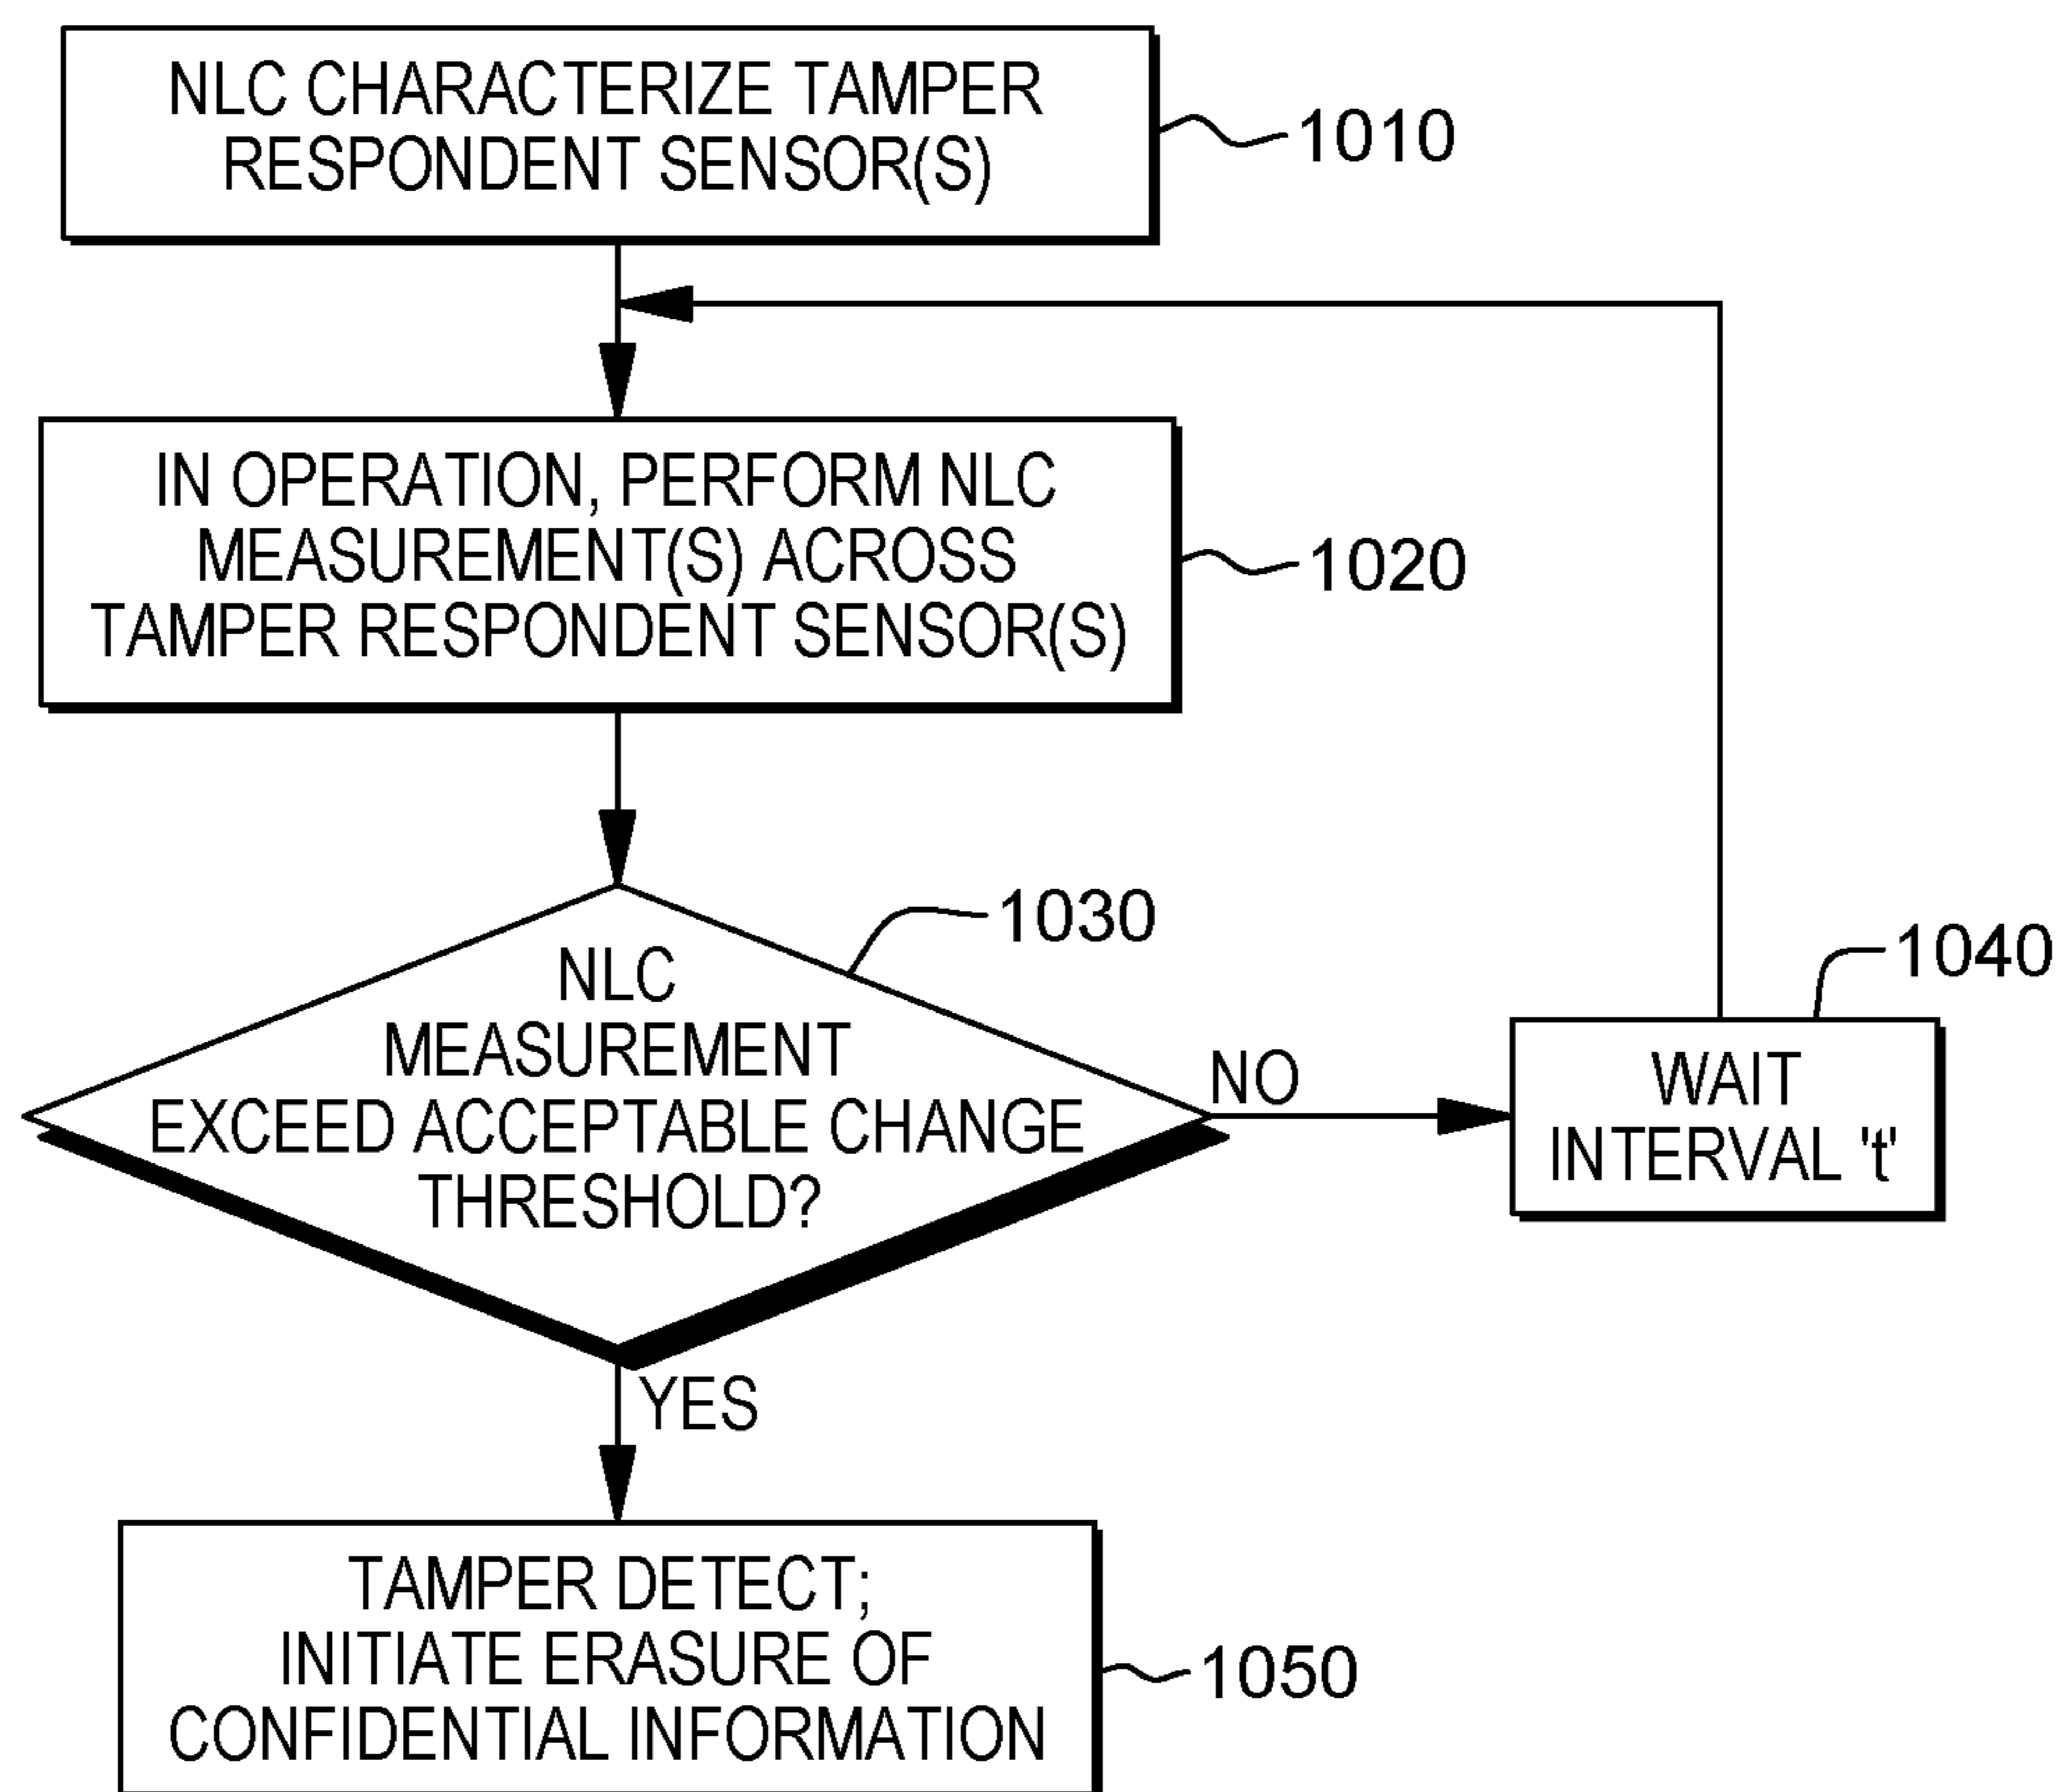 NLC CHARACTERIZE TAMPER
RESPONDENT SENSOR(S)
1010
IN OPERATION, PERFORM NLC
MEASUREMENT(S) ACROSS
TAMPER RESPONDENT SENSOR(S)
1020
NLC
MEASUREMENT
EXCEED ACCEPTABLE CHANGE
THRESHOLD?
1030
NO
WAIT
INTERVAL 't'
1040
YES
TAMPER DETECT;
INITIATE ERASURE OF
CONFIDENTIAL INFORMATION
1050